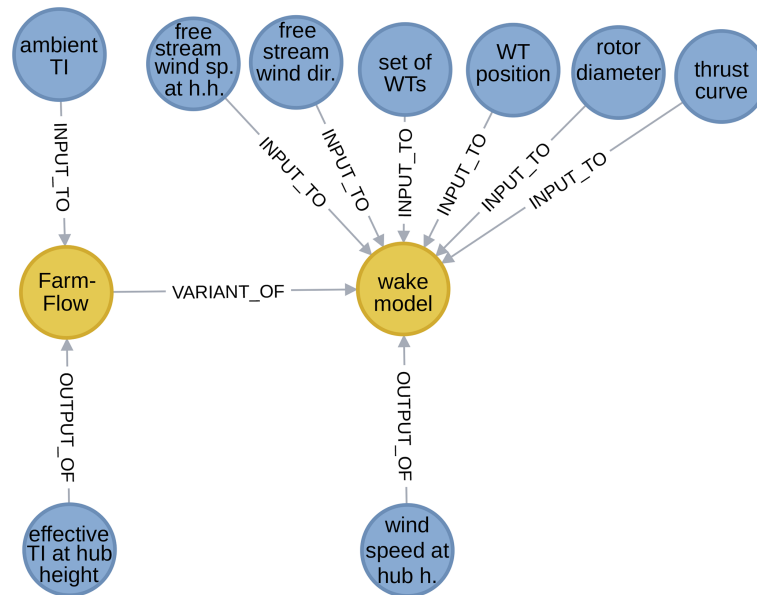 ambient
TI
free
stream
wind sp.
at h.h.
free
stream
wind dir.
set of
WTs
WT
position
rotor
diameter
thrust
curve
INPUT_TO
INPUT_TO
INPUT_TO
INPUT_TO
INPUT_TO
INPUT_TO
INPUT_TO
Farm-
Flow
VARIANT_OF
wake
model
OUTPUT_OF
OUTPUT_OF
effective
TI at hub
height
wind
speed at
hub h.